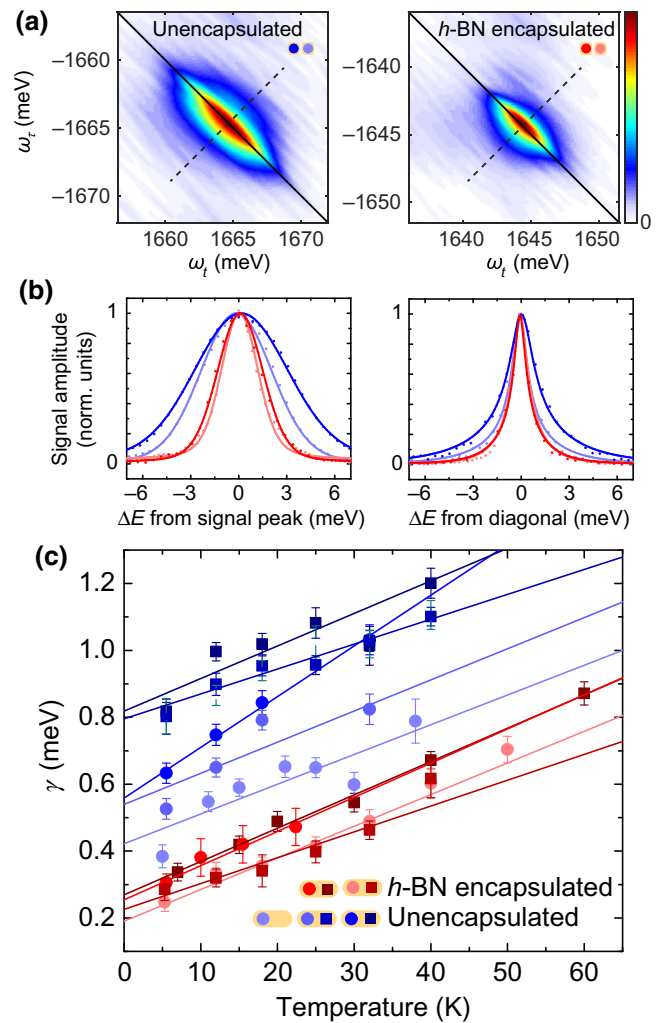 (a)
Unencapsulated
h-BN encapsulated
−1660
−1665
−1670
ω_τ (meV)
1660 1665 1670
ω_t (meV)
−1640
−1645
−1650
1640 1645 1650
ω_t (meV)
0
(b)
Signal amplitude
(norm. units)
1
0
−6 −3 0 3 6
ΔE from signal peak (meV)
1
0
−6 −3 0 3 6
ΔE from diagonal (meV)
(c)
γ (meV)
1.2
1.0
0.8
0.6
0.4
0.2
h-BN encapsulated
Unencapsulated
0 10 20 30 40 50 60
Temperature (K)